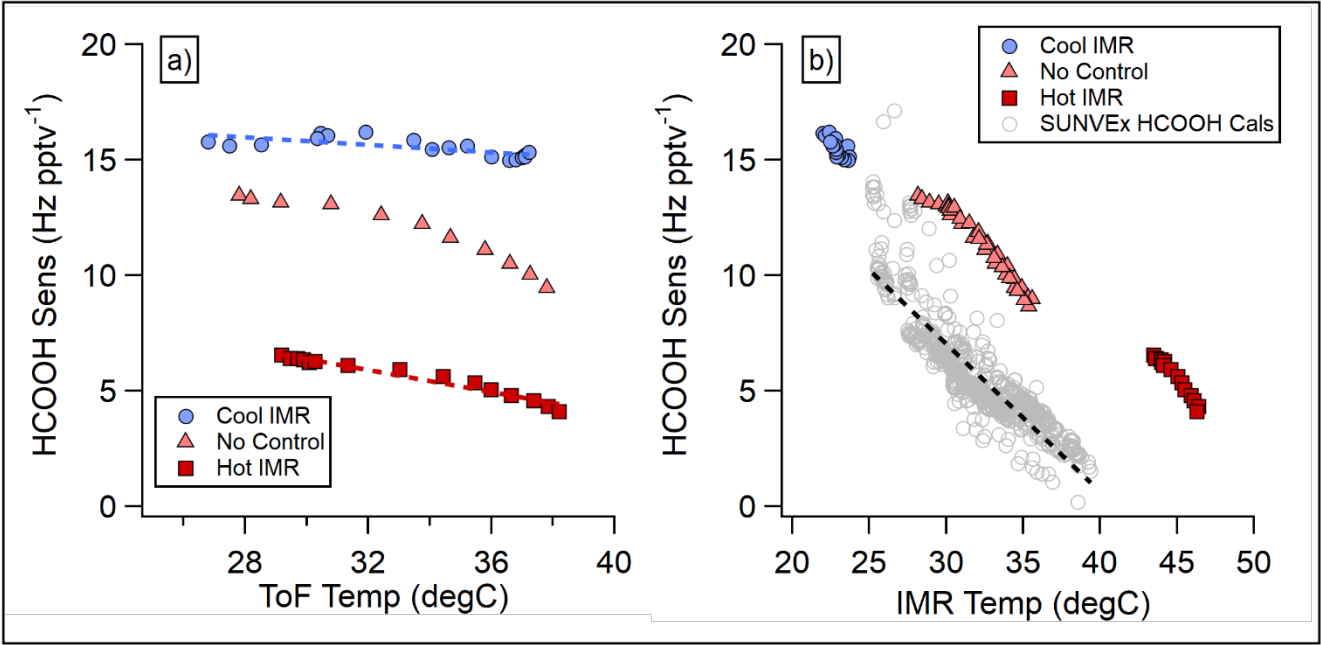 a)
HCOOH Sens (Hz pptv⁻¹)
20
15
10
5
0
Cool IMR
No Control
Hot IMR
28
32
36
40
ToF Temp (degC)
b)
HCOOH Sens (Hz pptv⁻¹)
20
15
10
5
0
Cool IMR
No Control
Hot IMR
SUNVEx HCOOH Cals
20
25
30
35
40
45
50
IMR Temp (degC)